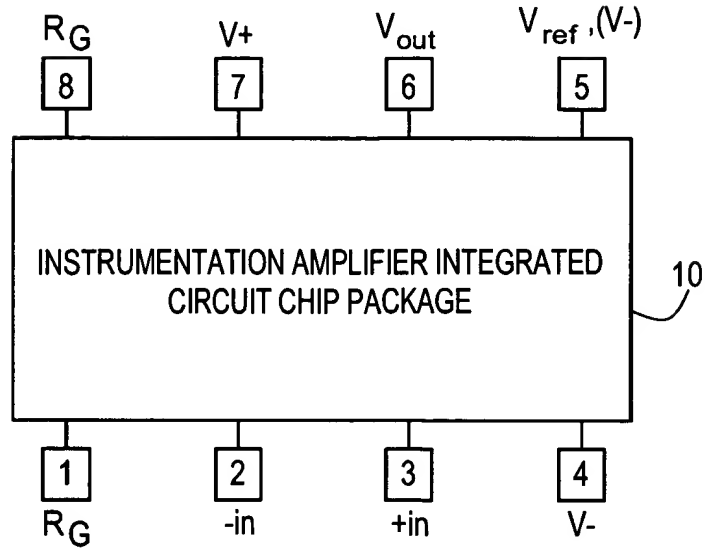 RG V+ Vout Vref ,(V-)
8 7 6 5
INSTRUMENTATION AMPLIFIER INTEGRATED
CIRCUIT CHIP PACKAGE
10
1 2 3 4
RG -in +in V-